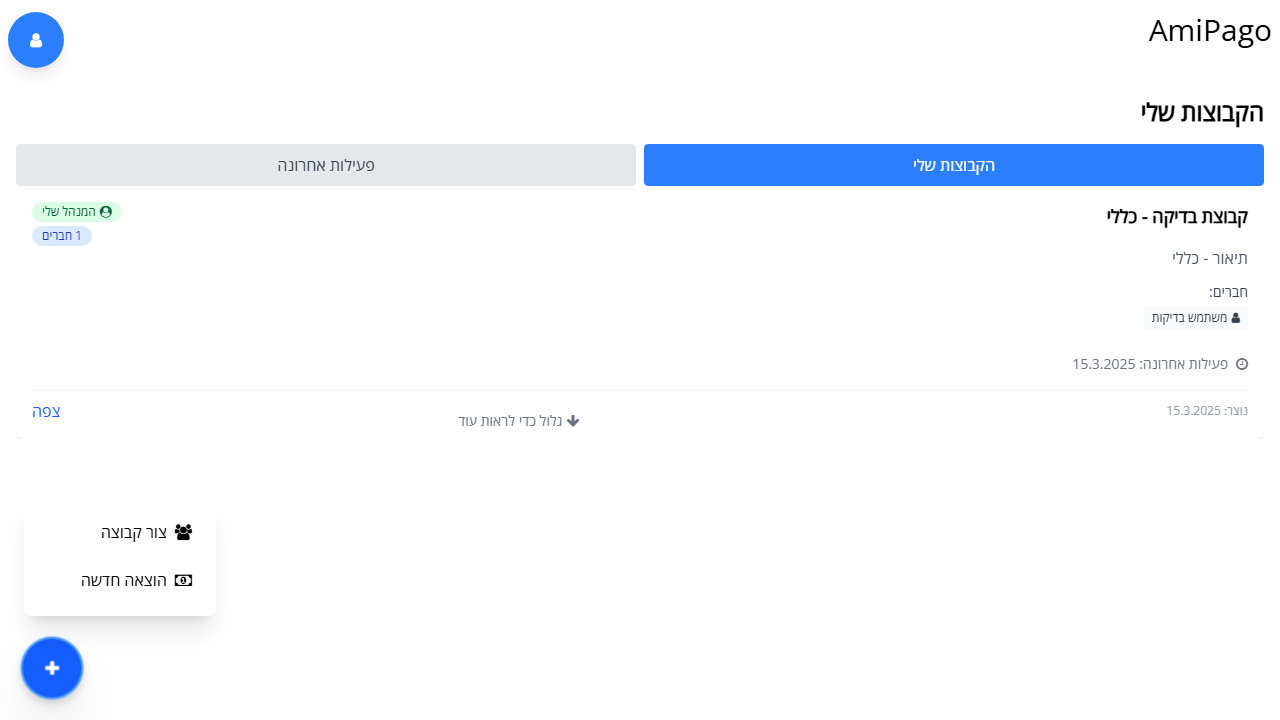 AmiPago
הקבוצות שלי
הקבוצות שלי
פעילות אחרונה
קבוצת בדיקה - כללי
המנהל שלי
1 חברים
תיאור - כללי
חברים:
משתמש בדיקות
פעילות אחרונה: 15.3.2025
נוצר: 15.3.2025
גלול כדי לראות עוד
צפה
צור קבוצה
הוצאה חדשה